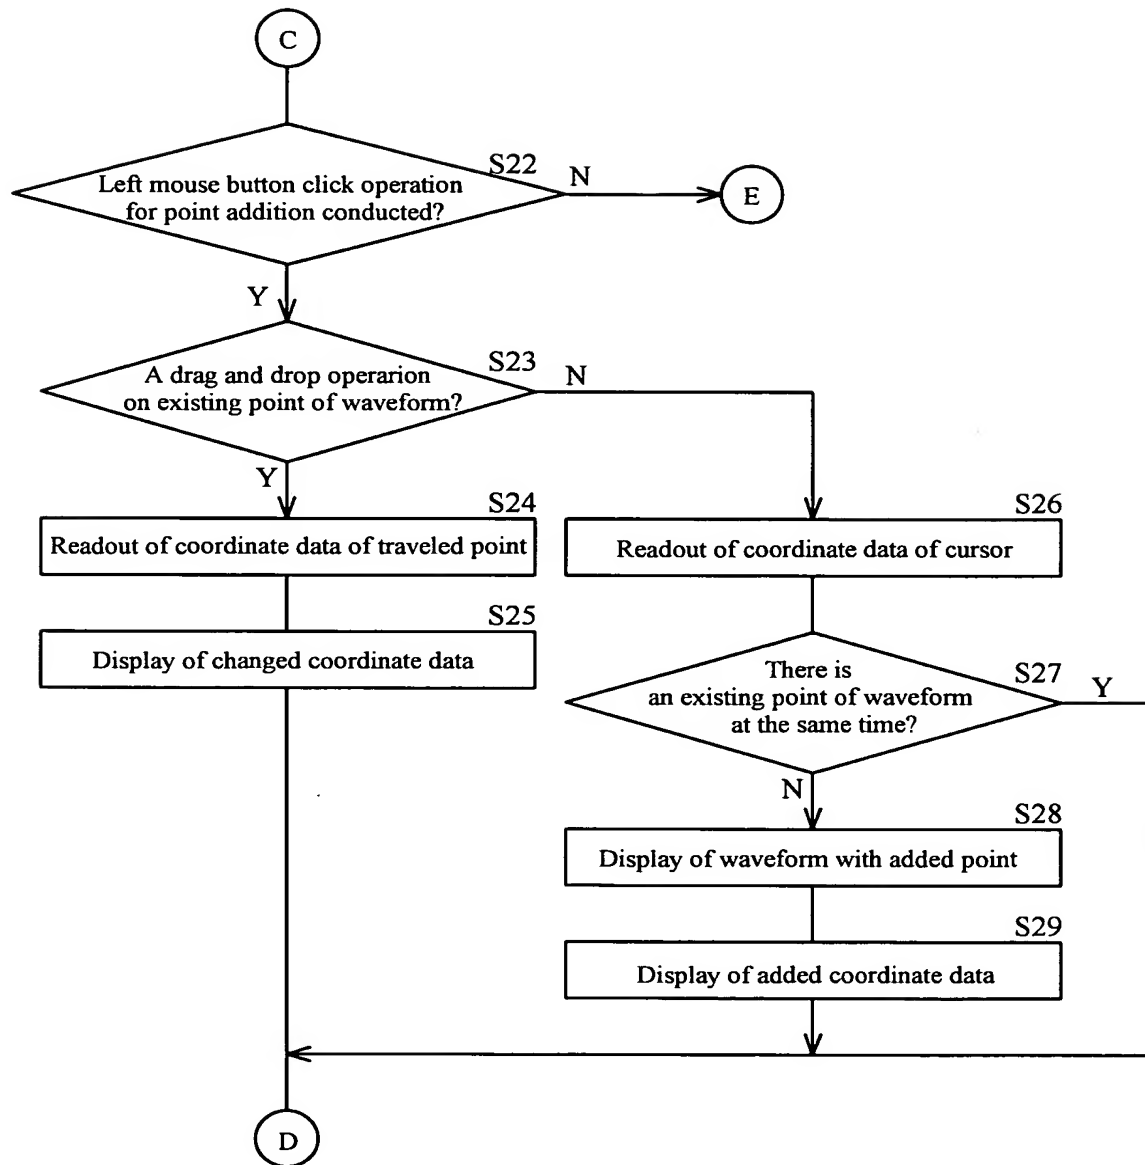 C
S22
Left mouse button click operation
for point addition conducted?
N
E
Y
S23
A drag and drop operarion
on existing point of waveform?
N
Y
S24
Readout of coordinate data of traveled point
S26
Readout of coordinate data of cursor
S25
Display of changed coordinate data
S27
There is
an existing point of waveform
at the same time?
Y
N
S28
Display of waveform with added point
S29
Display of added coordinate data
D